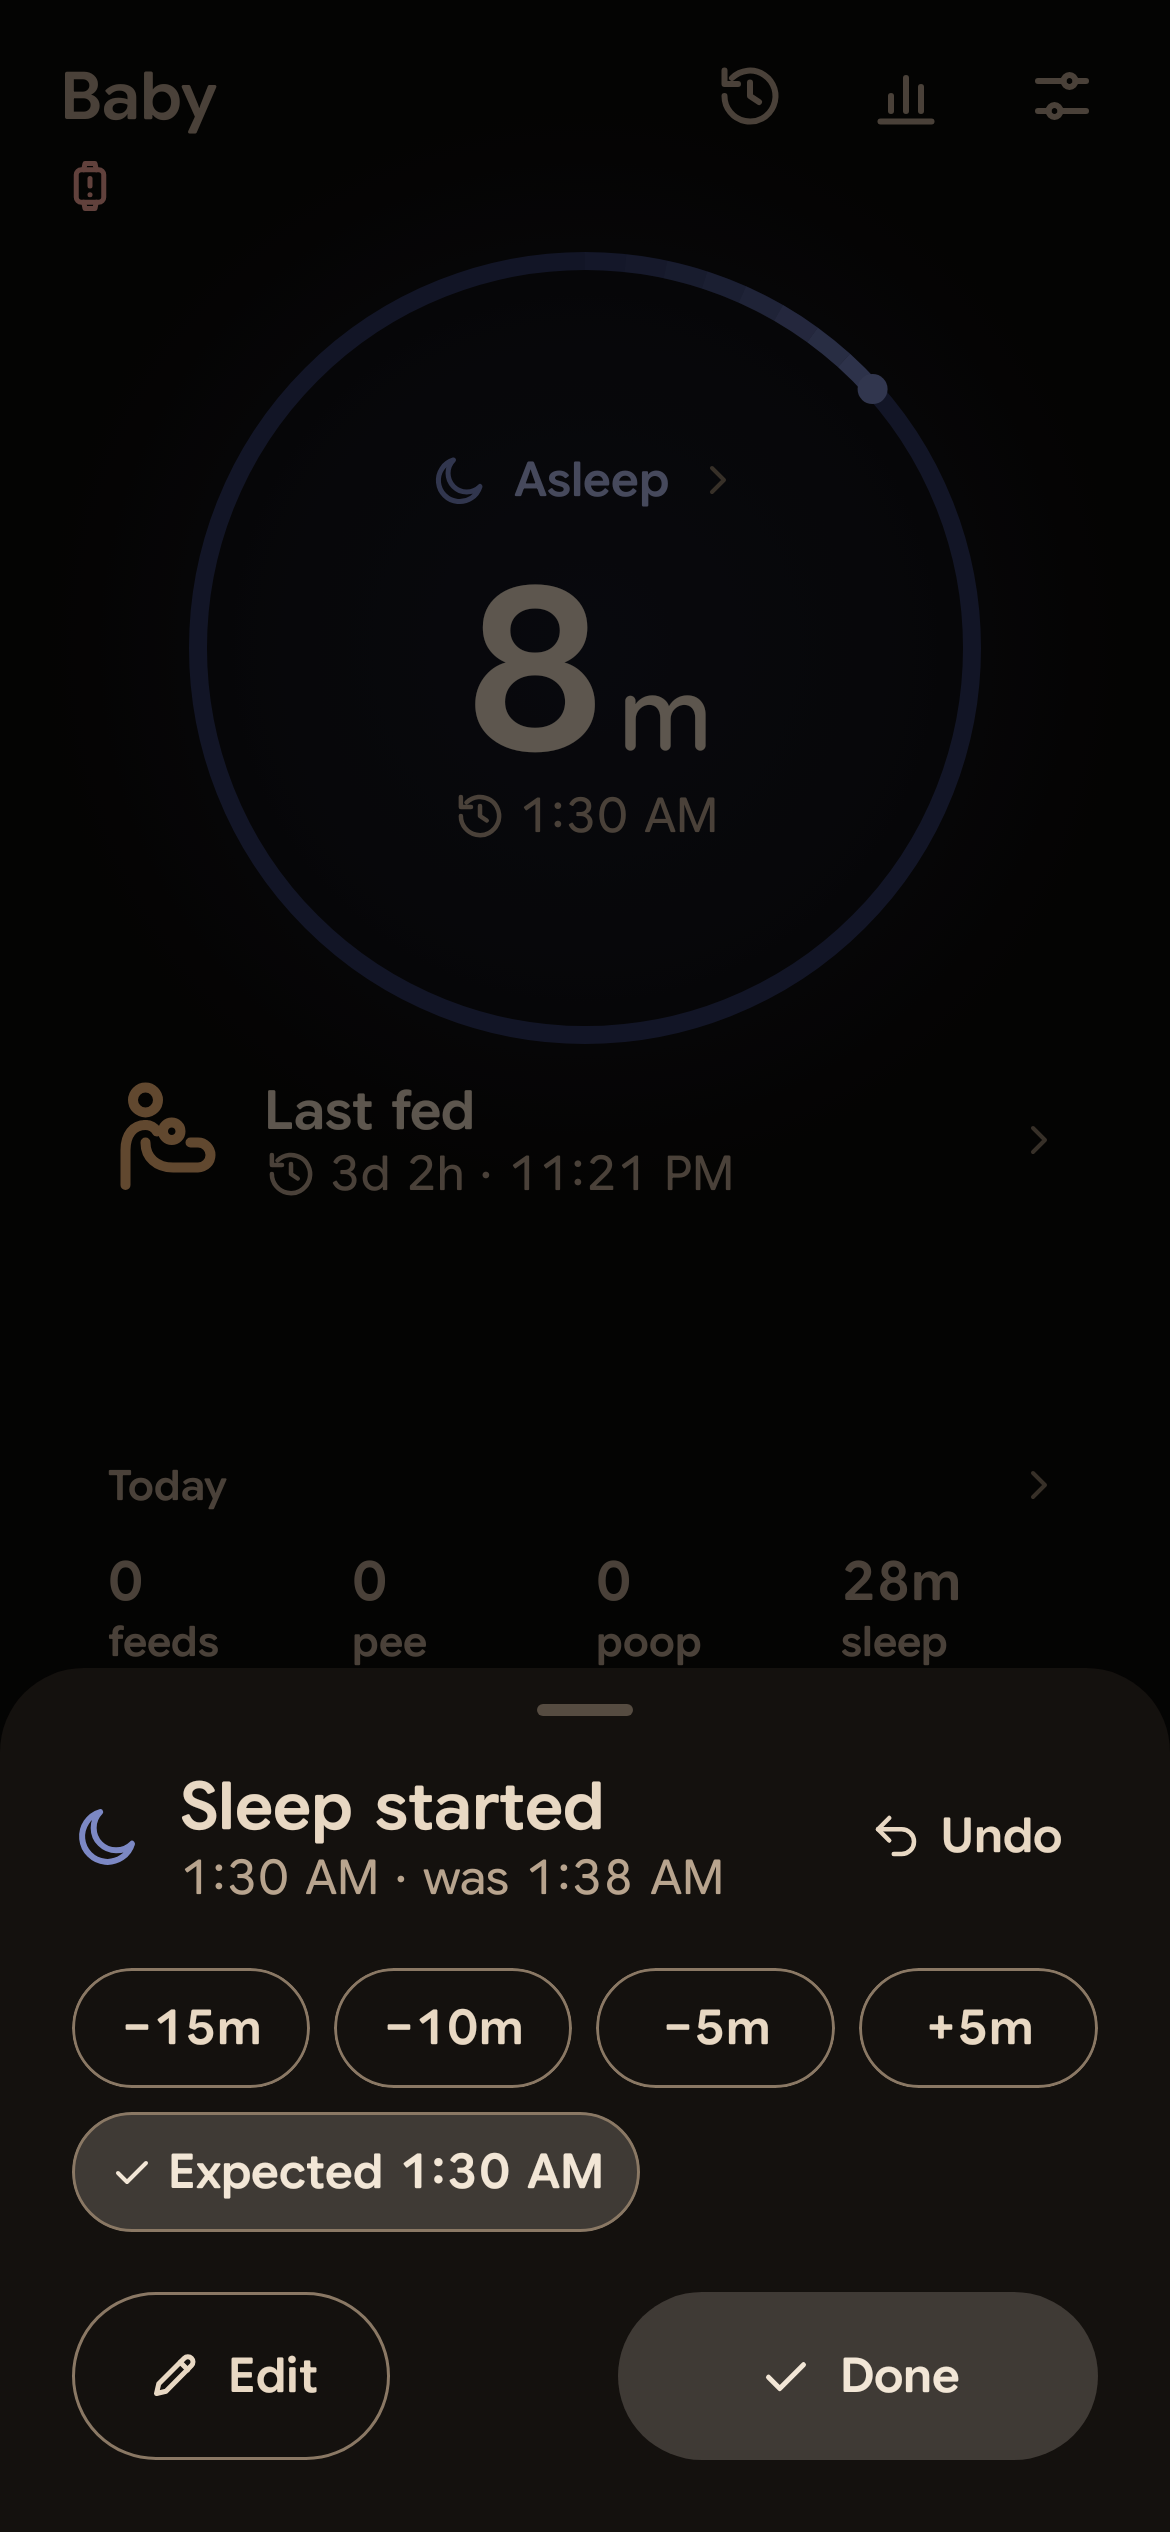 Baby
Asleep
8 m
1:30 AM
Last fed
3d 2h · 11:21 PM
Today
0 0 0 28m
feeds pee poop sleep
Sleep started
1:30 AM · was 1:38 AM
Undo
−15m −10m −5m +5m
Expected 1:30 AM
Edit Done